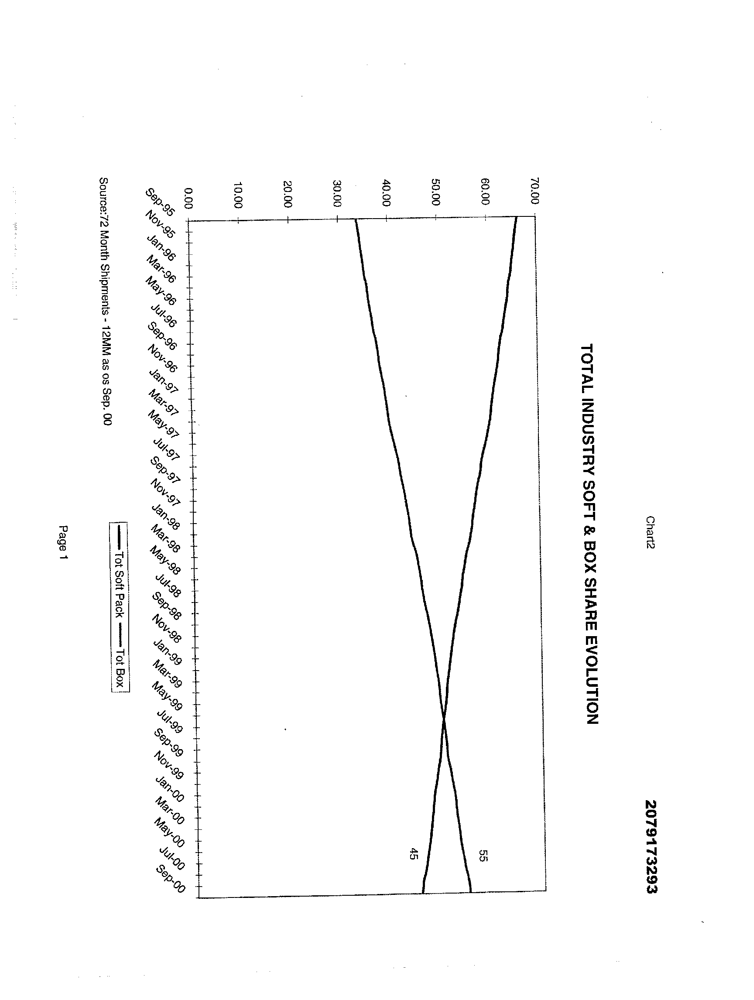 Chart2
2079173293
TOTAL INDUSTRY SOFT & BOX SHARE EVOLUTION
70.00
60.00
50.00
40.00
30.00
20.00
10.00
0.00
55
45
Sep-95
Nov-95
Jan-96
Mar-96
May-96
Jul-96
Sep-96
Nov-96
Jan-97
Mar-97
May-97
Jul-97
Sep-97
Nov-97
Jan-98
Mar-98
May-98
Jul-98
Sep-98
Nov-98
Jan-99
Mar-99
May-99
Jul-99
Sep-99
Nov-99
Jan-00
Mar-00
May-00
Jul-00
Sep-00
Tot Soft Pack Tot Box
Source:72 Month Shipments - 12MM as os Sep. 00
Page 1